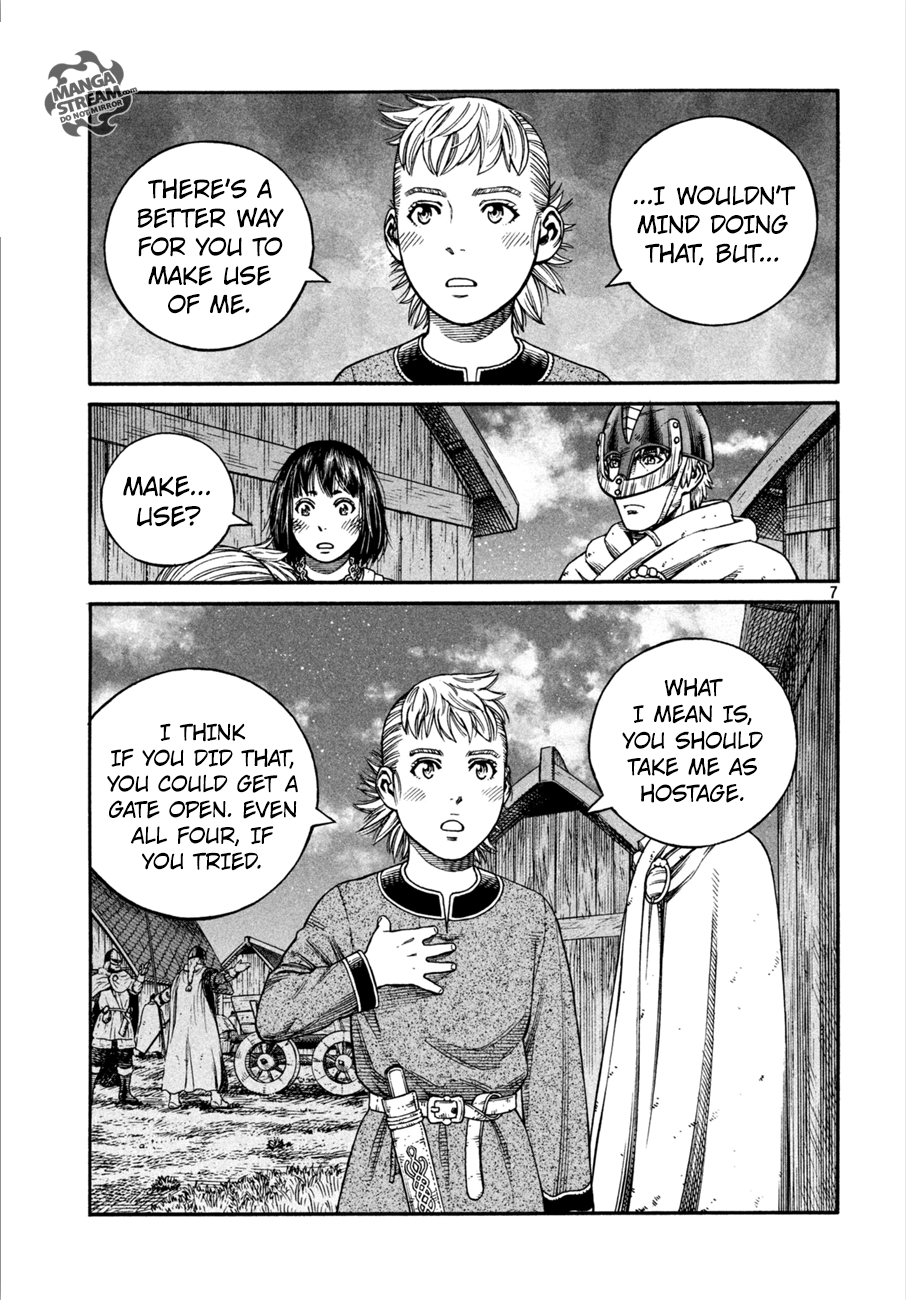 MANGA
STREAM.com
DO NOT MIRROR
...I WOULDN'T
MIND DOING
THAT, BUT...
THERE'S A
BETTER WAY
FOR YOU TO
MAKE USE
OF ME.
MAKE...
USE?
7
WHAT
I MEAN IS,
YOU SHOULD
TAKE ME AS
HOSTAGE.
I THINK
IF YOU DID THAT,
YOU COULD GET A
GATE OPEN. EVEN
ALL FOUR, IF
YOU TRIED.